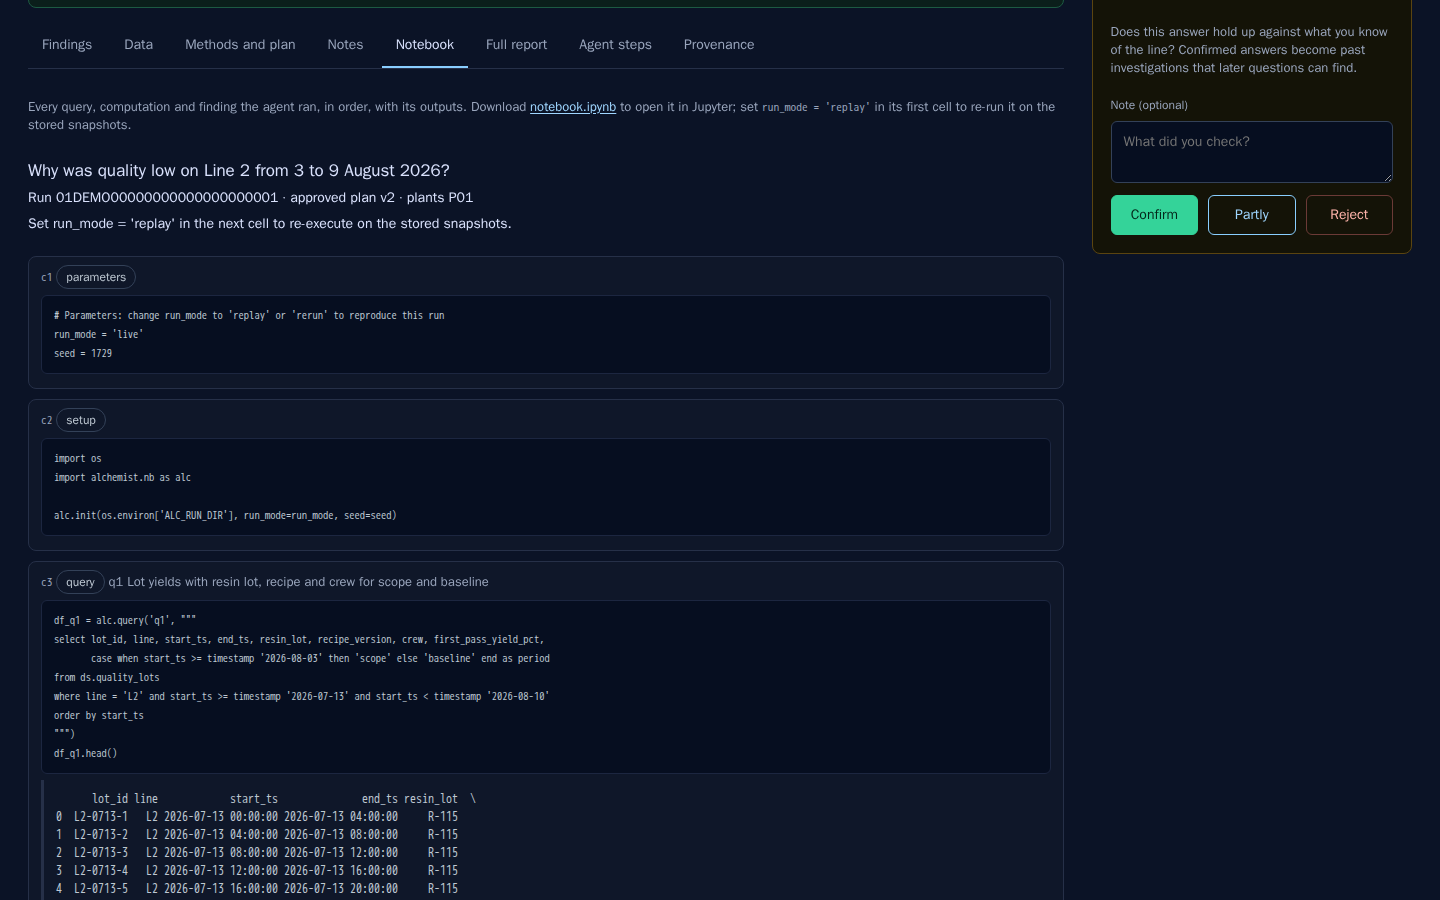 Findings Data Methods and plan Notes Notebook Full report Agent steps Provenance
Every query, computation and finding the agent ran, in order, with its outputs. Download notebook.ipynb to open it in Jupyter; set run_mode = 'replay' in its first cell to re-run it on the
stored snapshots.
Why was quality low on Line 2 from 3 to 9 August 2026?
Run 01DEMO00000000000000000001 · approved plan v2 · plants P01
Set run_mode = 'replay' in the next cell to re-execute on the stored snapshots.
c1 parameters
# Parameters: change run_mode to 'replay' or 'rerun' to reproduce this run
run_mode = 'live'
seed = 1729
c2 setup
import os
import alchemist.nb as alc
alc.init(os.environ['ALC_RUN_DIR'], run_mode=run_mode, seed=seed)
c3 query q1 Lot yields with resin lot, recipe and crew for scope and baseline
df_q1 = alc.query('q1', """
select lot_id, line, start_ts, end_ts, resin_lot, recipe_version, crew, first_pass_yield_pct,
case when start_ts >= timestamp '2026-08-03' then 'scope' else 'baseline' end as period
from ds.quality_lots
where line = 'L2' and start_ts >= timestamp '2026-07-13' and start_ts < timestamp '2026-08-10'
order by start_ts
""")
df_q1.head()
lot_id line start_ts end_ts resin_lot \
0 L2-0713-1 L2 2026-07-13 00:00:00 2026-07-13 04:00:00 R-115
1 L2-0713-2 L2 2026-07-13 04:00:00 2026-07-13 08:00:00 R-115
2 L2-0713-3 L2 2026-07-13 08:00:00 2026-07-13 12:00:00 R-115
3 L2-0713-4 L2 2026-07-13 12:00:00 2026-07-13 16:00:00 R-115
4 L2-0713-5 L2 2026-07-13 16:00:00 2026-07-13 20:00:00 R-115
Does this answer hold up against what you know
of the line? Confirmed answers become past
investigations that later questions can find.
Note (optional)
What did you check?
Confirm Partly Reject